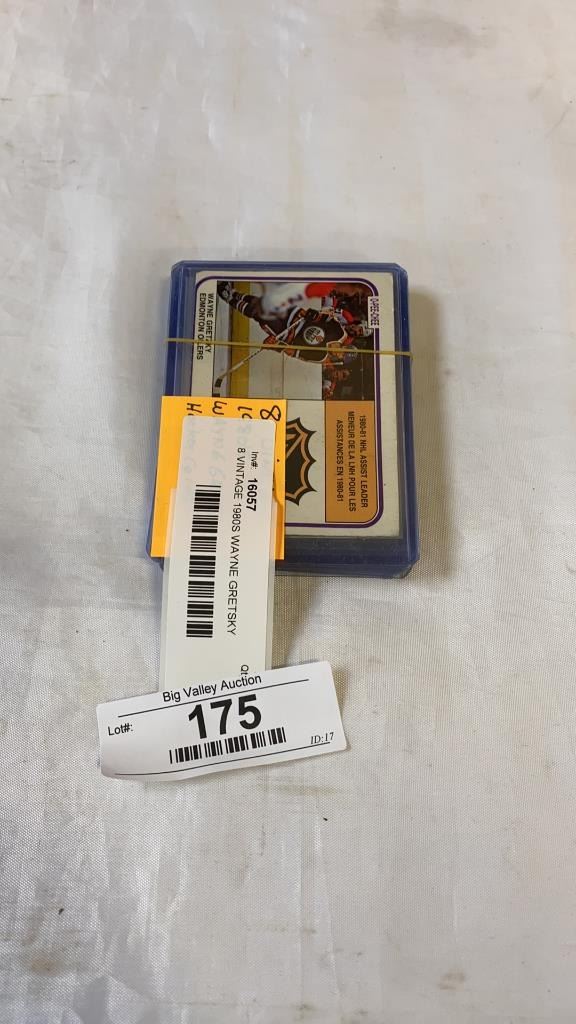 O-PEE-CHEE
WAYNE GRETZKY
EDMONTON OILERS
1980-81 NHL ASSIST LEADER
MENEUR DE LA LNH POUR LES
ASSISTANCES EN 1980-81
8
Inv#: 16057
8 VINTAGE 1980S WAYNE GRETSKY
Big Valley Auction
Lot#: 175
ID:17